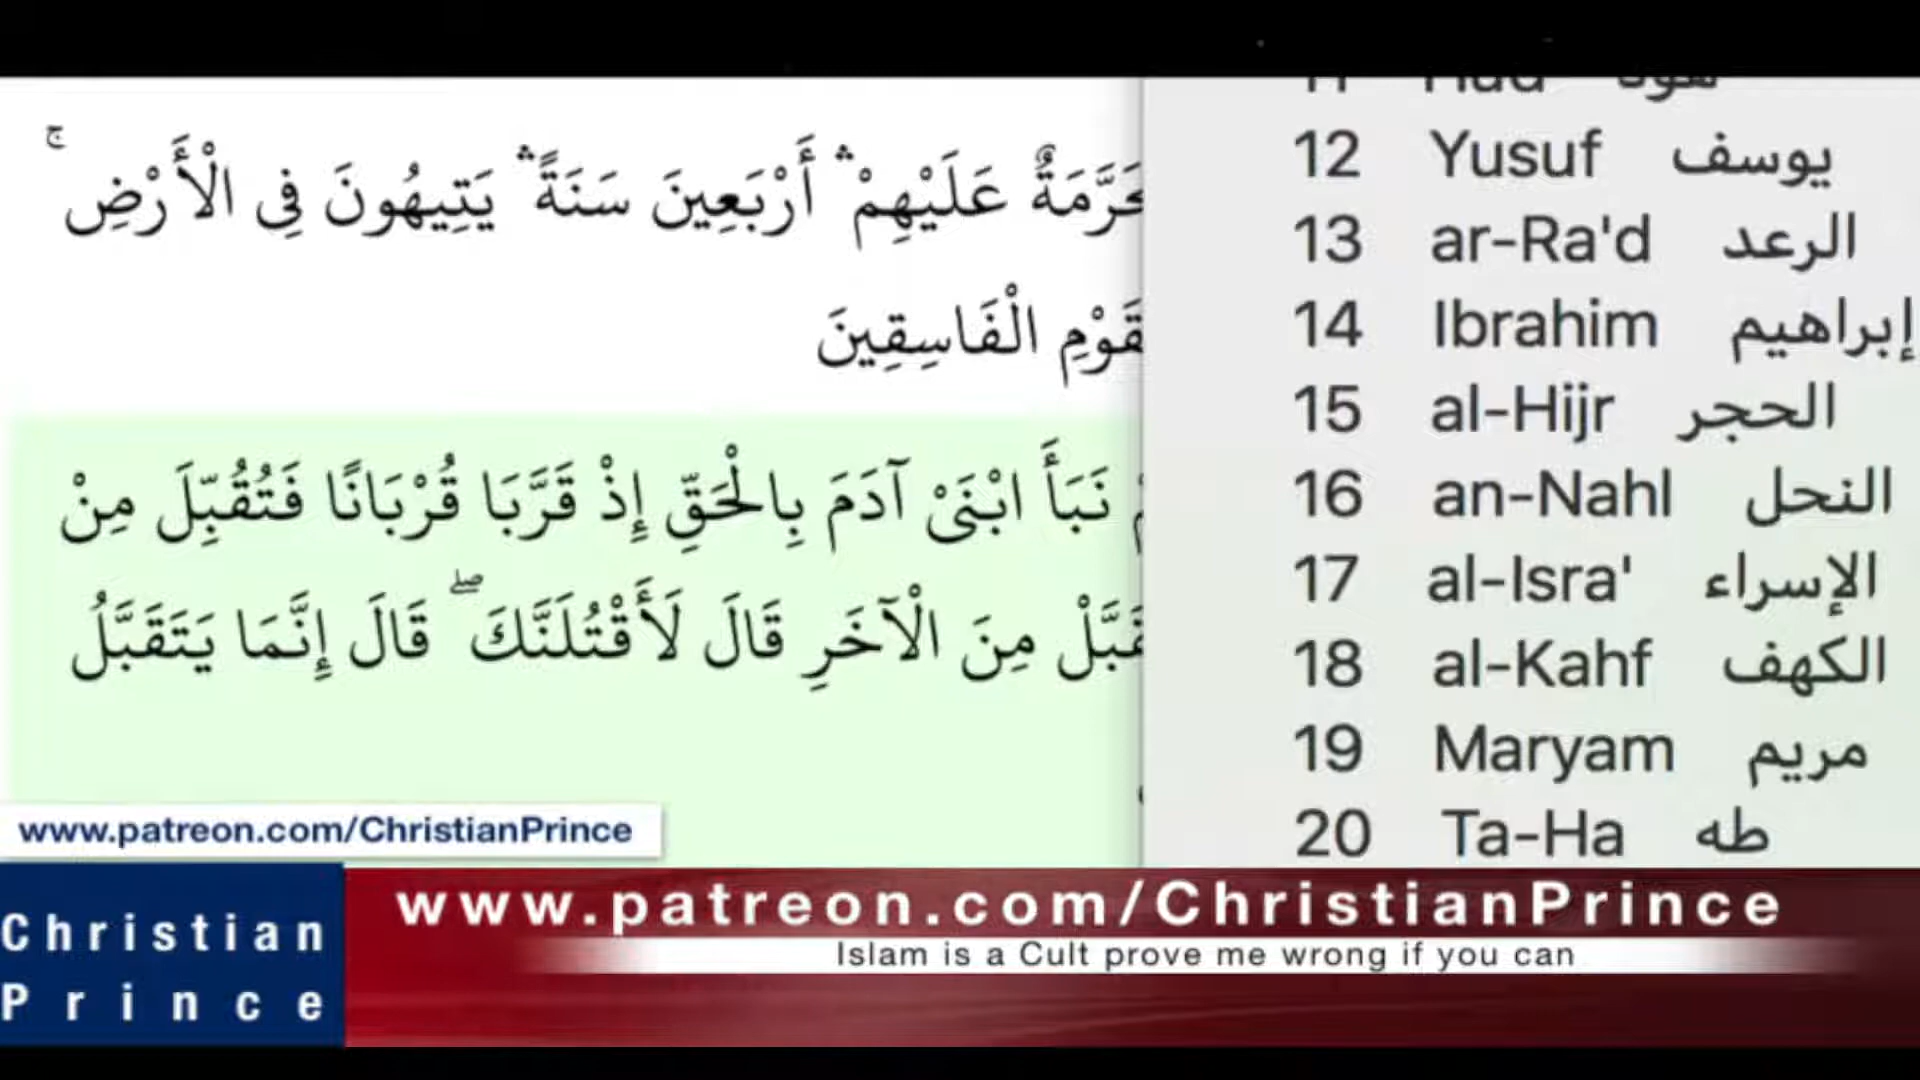 عَلَيْهِمْ ۛ أَرْبَعِينَ سَنَةً ۛ يَتِيهُونَ فِى الْأَرْضِ ۚ
الْفَاسِقِينَ
نَبَأَ ابْنَىْ آدَمَ بِالْحَقِّ إِذْ قَرَّبَا قُرْبَانًا فَتُقُبِّلَ مِنْ
مِنَ الْآخَرِ قَالَ لَأَقْتُلَنَّكَ ۖ قَالَ إِنَّمَا يَتَقَبَّلُ
12 Yusuf يوسف
13 ar-Ra'd الرعد
14 Ibrahim إبراهيم
15 al-Hijr الحجر
16 an-Nahl النحل
17 al-Isra' الإسراء
18 al-Kahf الكهف
19 Maryam مريم
20 Ta-Ha طه
www.patreon.com/ChristianPrince
Christian
Prince
www.patreon.com/ChristianPrince
Islam is a Cult prove me wrong if you can